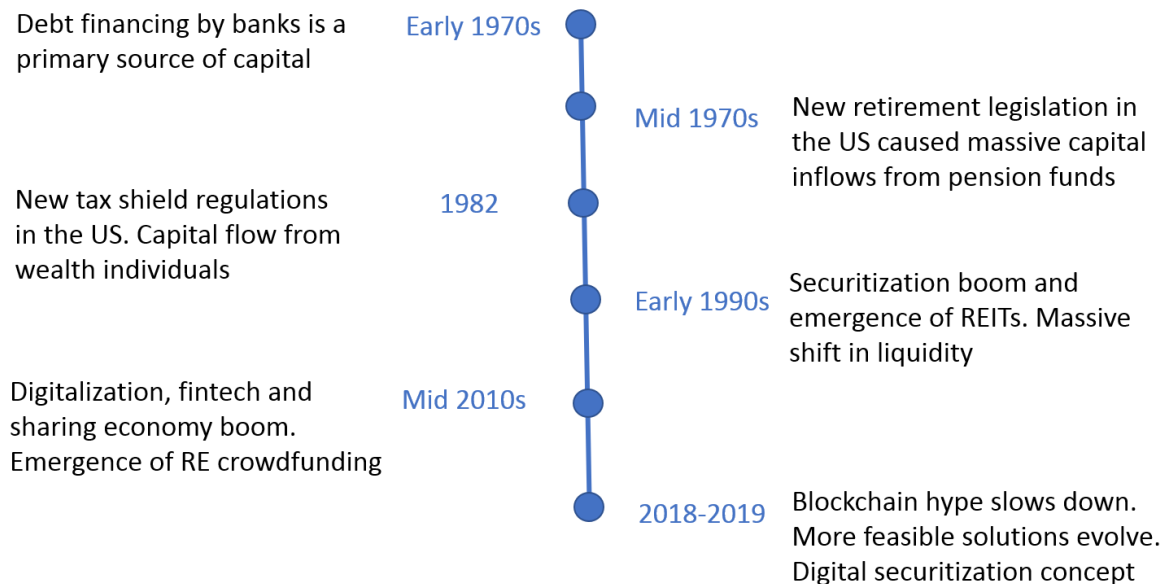 Debt financing by banks is a
primary source of capital
Early 1970s
Mid 1970s
New retirement legislation in
the US caused massive capital
inflows from pension funds
New tax shield regulations
in the US. Capital flow from
wealth individuals
1982
Early 1990s
Securitization boom and
emergence of REITs. Massive
shift in liquidity
Digitalization, fintech and
sharing economy boom.
Emergence of RE crowdfunding
Mid 2010s
2018-2019
Blockchain hype slows down.
More feasible solutions evolve.
Digital securitization concept